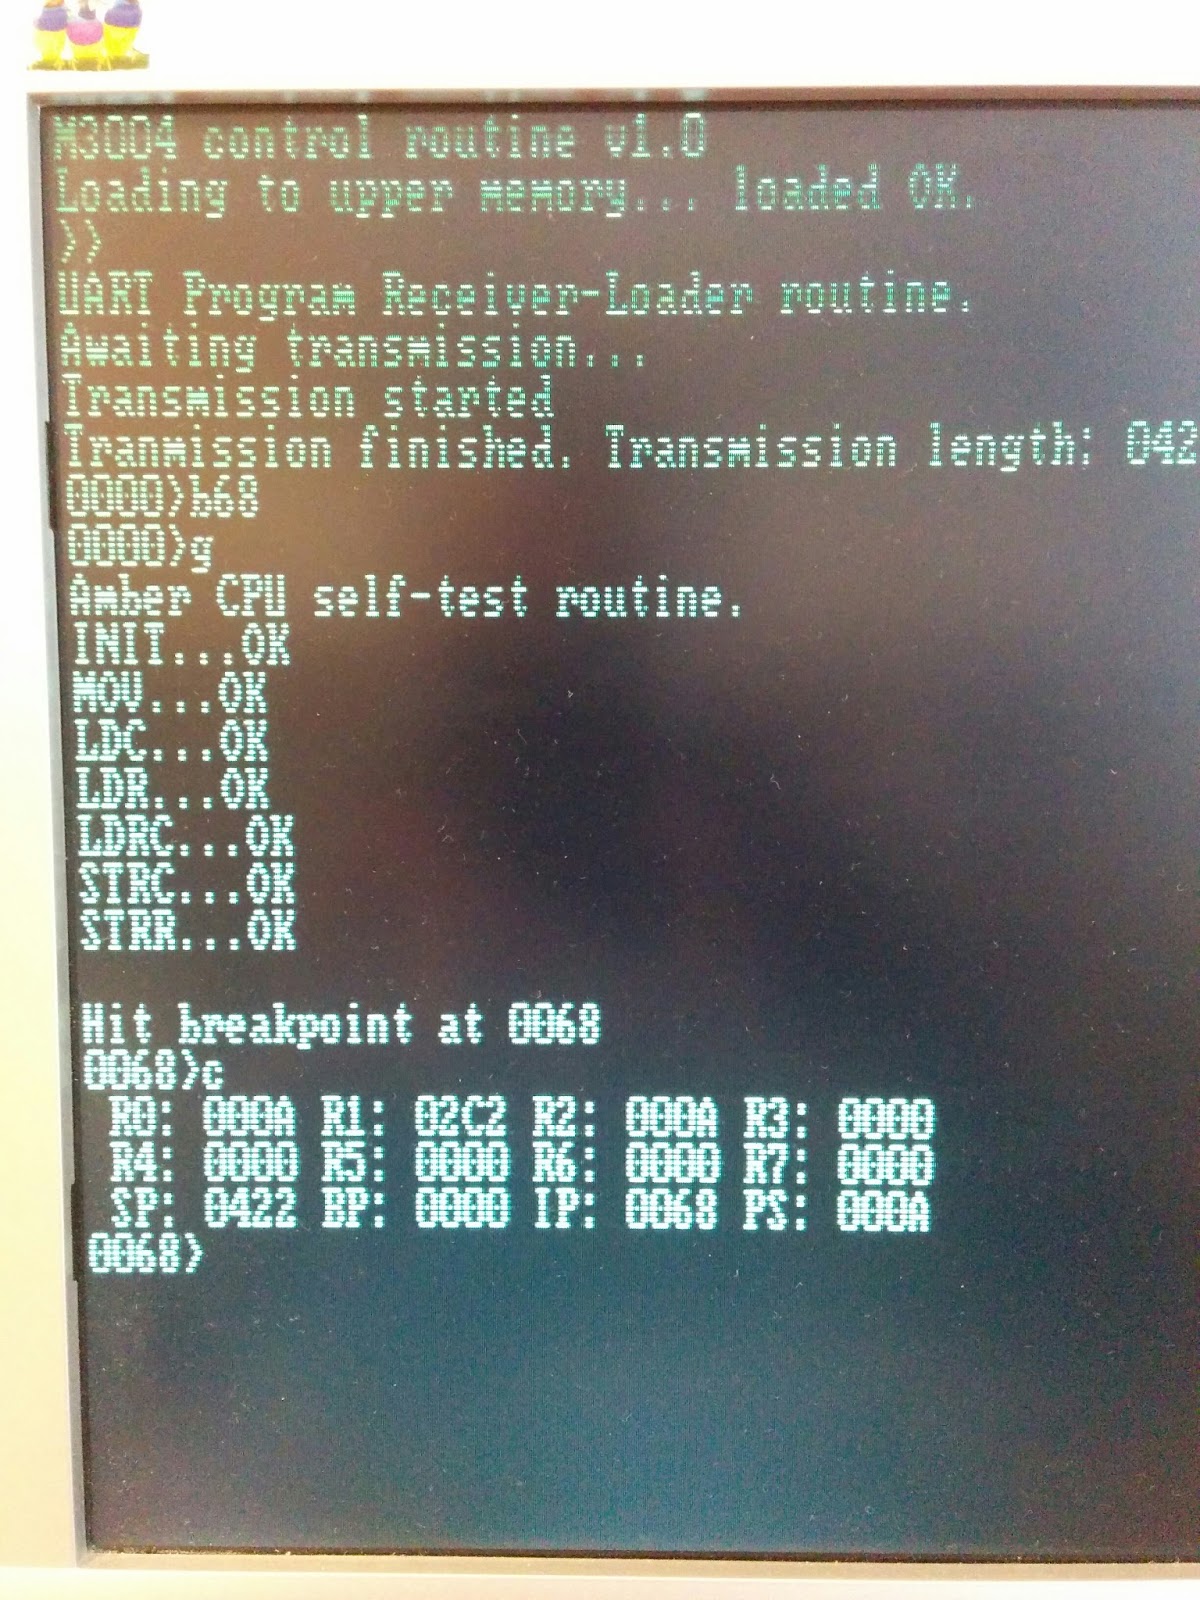 M3004 control routine v1.0
Loading to upper memory... loaded OK.
>>
UART Program Receiver-Loader routine.
Awaiting transmission...
Transmission started
Tranmission finished. Transmission length: 042
0000>b68
0000>g
Amber CPU self-test routine.
INIT...OK
MOV...OK
LDC...OK
LDR...OK
LDRC...OK
STRC...OK
STRR...OK
Hit breakpoint at 0068
0068>c
R0: 000A R1: 02C2 R2: 000A R3: 0000
R4: 0000 R5: 0000 R6: 0000 R7: 0000
SP: 0422 BP: 0000 IP: 0068 PS: 000A
0068>